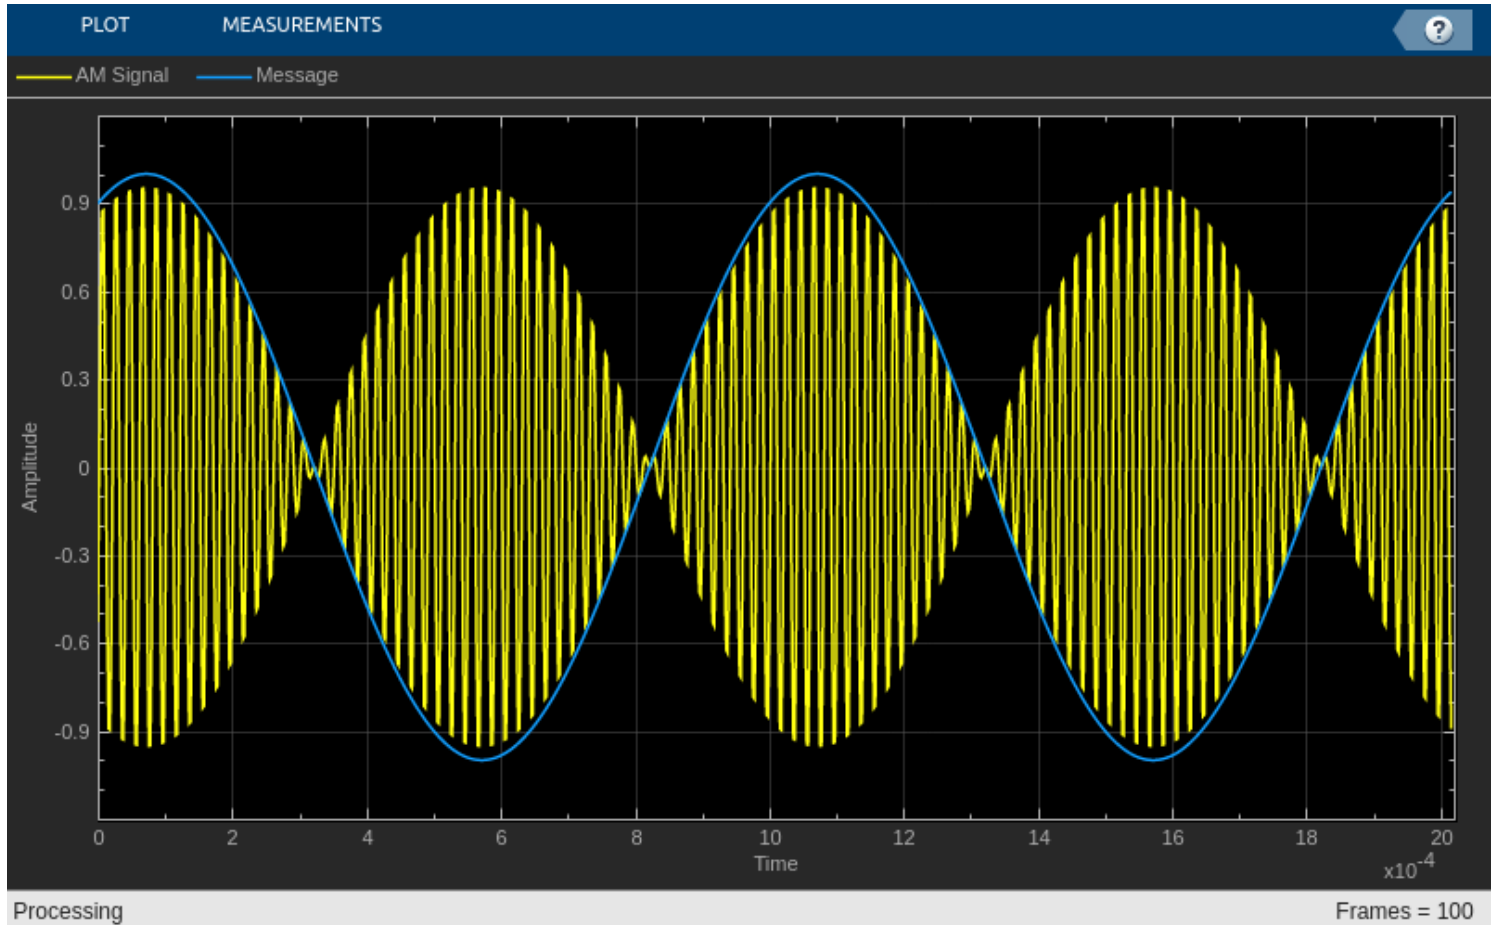 PLOT MEASUREMENTS ?
AM Signal Message
0.9
0.6
0.3
0
-0.3
-0.6
-0.9
Amplitude
0 2 4 6 8 10 12 14 16 18 20
Time
x10-4
Processing Frames = 100